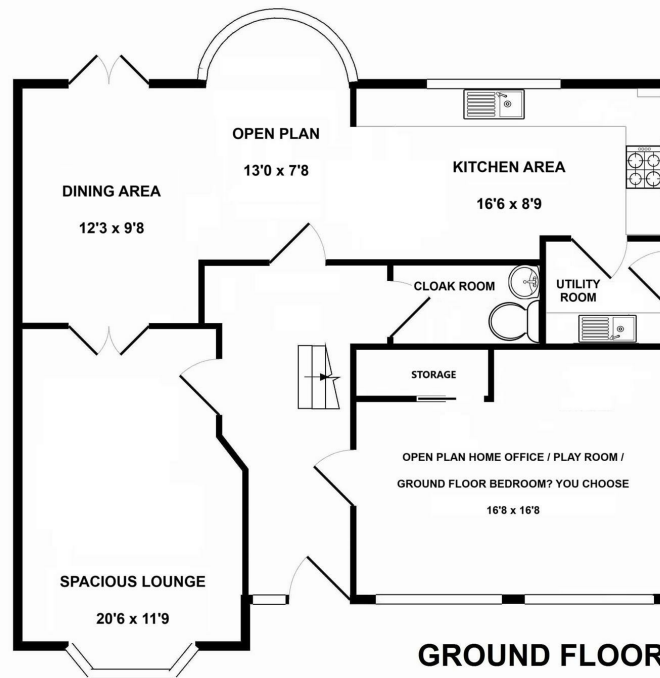 OPEN PLAN
13'0 x 7'8
KITCHEN AREA
16'6 x 8'9
DINING AREA
12'3 x 9'8
CLOAK ROOM
UTILITY
ROOM
STORAGE
OPEN PLAN HOME OFFICE / PLAY ROOM /
GROUND FLOOR BEDROOM? YOU CHOOSE
16'8 x 16'8
SPACIOUS LOUNGE
20'6 x 11'9
GROUND FLOOR